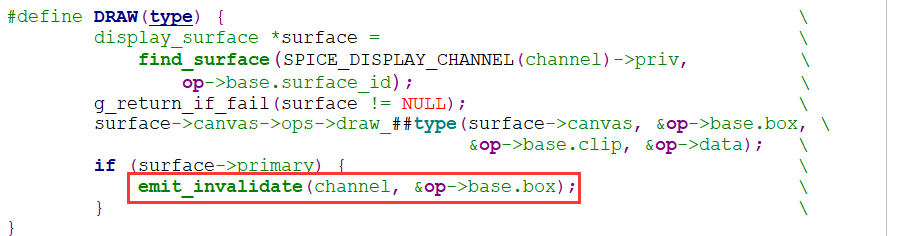 #define DRAW(type) { \
display_surface *surface = \
find_surface(SPICE_DISPLAY_CHANNEL(channel)->priv, \
op->base.surface_id); \
g_return_if_fail(surface != NULL); \
surface->canvas->ops->draw_##type(surface->canvas, &op->base.box, \
&op->base.clip, &op->data); \
if (surface->primary) { \
emit_invalidate(channel, &op->base.box); \
} \
}